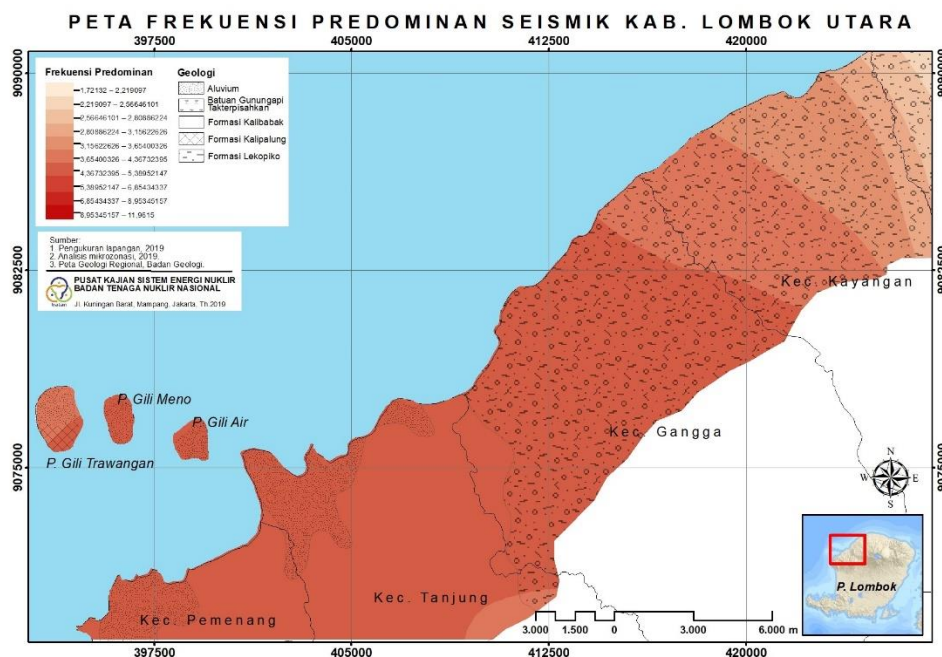 PETA FREKUENSI PREDOMINAN SEISMIK KAB. LOMBOK UTARA
397500 405000 412500 420000
9090000 9090000
9082500
9075000 9075000
Frekuensi Predominan
1,72132 – 2,219097
2,219097 – 2,56646101
2,56646101 – 2,80886224
2,80886224 – 3,15622626
3,15622626 – 3,65400326
3,65400326 – 4,36732395
4,36732395 – 5,38952147
5,38952147 – 6,85434337
6,85434337 – 8,95345157
8,95345157 – 11,9615
Geologi
Aluvium
Batuan Gunungapi
Takterpisahkan
Formasi Kalibabak
Formasi Kalipalung
Formasi Lekopiko
Sumber:
1. Pengukuran lapangan, 2019
2. Analisis mikrozonasi, 2019.
3. Peta Geologi Regional, Badan Geologi.
PUSAT KAJIAN SISTEM ENERGI NUKLIR
BADAN TENAGA NUKLIR NASIONAL
Jl. Kuningan Barat, Mampang, Jakarta, Th 2019
Kec. Kayangan
P. Gili Meno
P. Gili Air
P. Gili Trawangan
Kec. Gangga
Kec. Tanjung
Kec. Pemenang
N
W E
S
P. Lombok
3.000 1.500 0 3.000 6.000 m
397500 405000 412500 420000